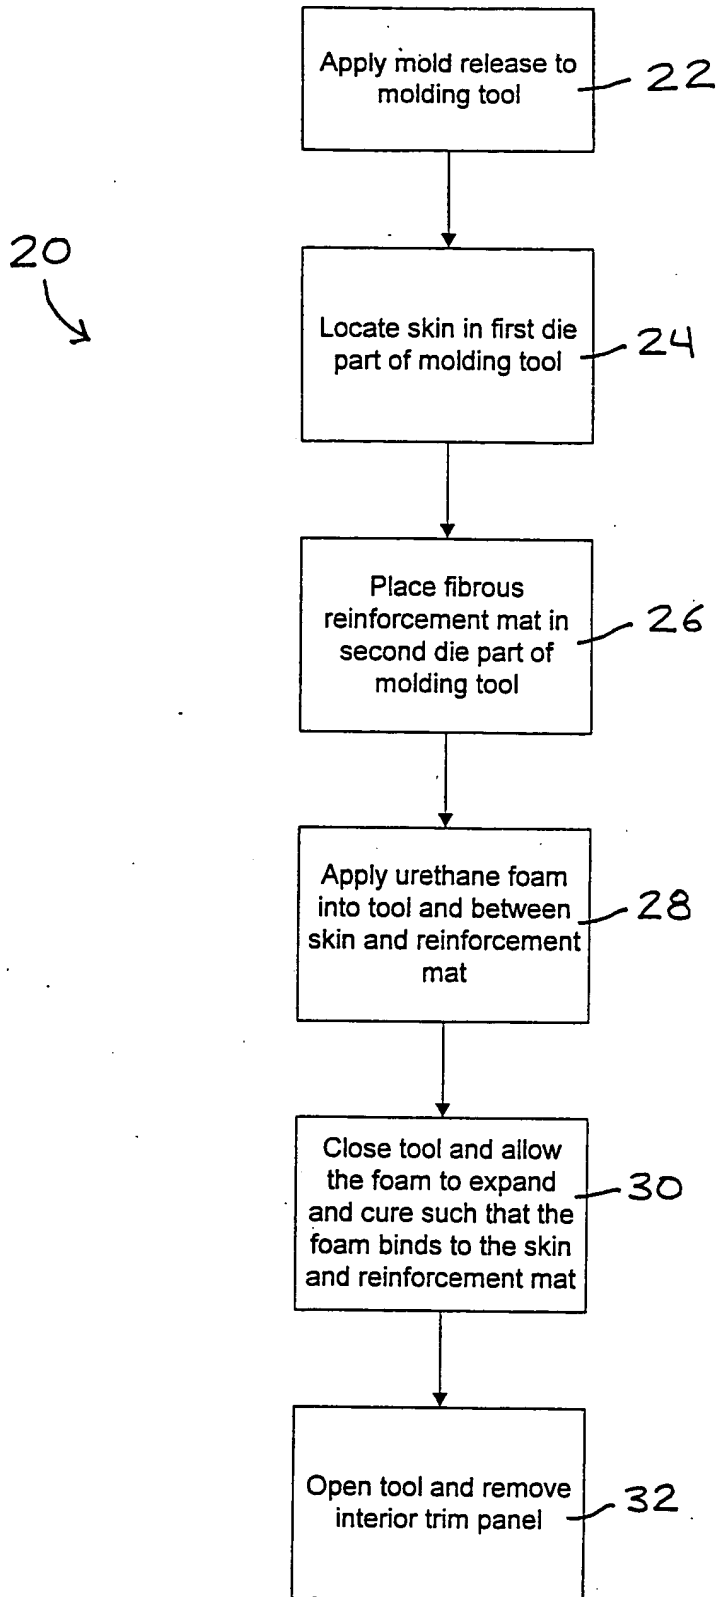 Apply mold release to
molding tool
22
20
Locate skin in first die
part of molding tool
24
Place fibrous
reinforcement mat in
second die part of
molding tool
26
Apply urethane foam
into tool and between
skin and reinforcement
mat
28
Close tool and allow
the foam to expand
and cure such that the
foam binds to the skin
and reinforcement mat
30
Open tool and remove
interior trim panel
32